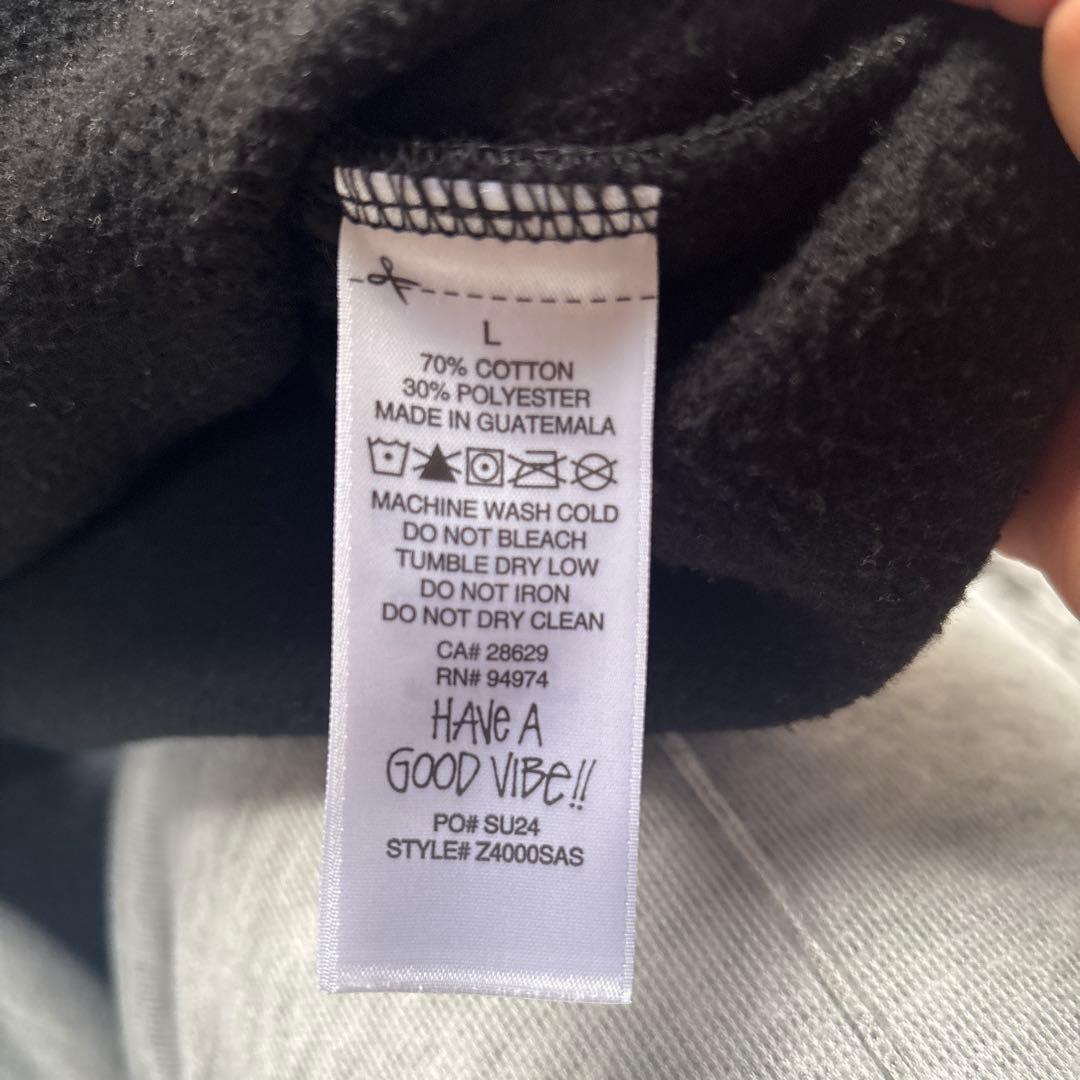 L
70% COTTON
30% POLYESTER
MADE IN GUATEMALA
MACHINE WASH COLD
DO NOT BLEACH
TUMBLE DRY LOW
DO NOT IRON
DO NOT DRY CLEAN
CA# 28629
RN# 94974
HAVe A
GOOD VIBe!!
PO# SU24
STYLE# Z4000SAS